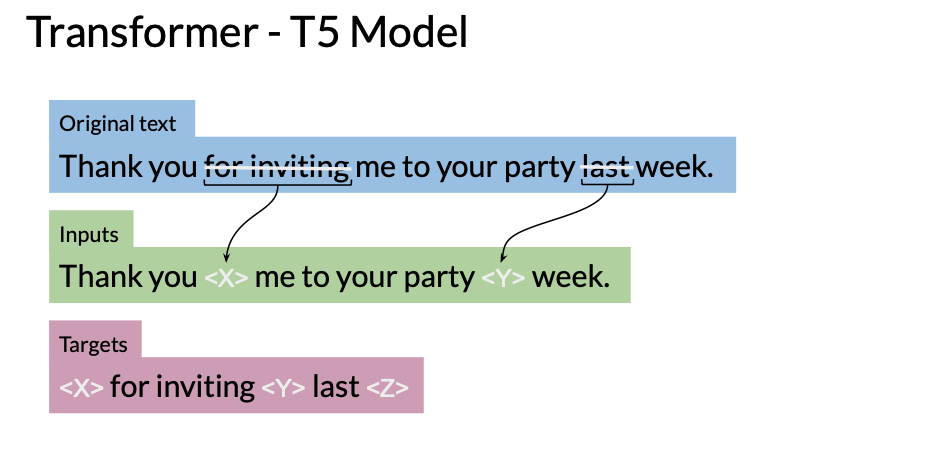 Transformer - T5 Model
Original text
Thank you for inviting me to your party last week.
Inputs
Thank you <X> me to your party <Y> week.
Targets
<X> for inviting <Y> last <Z>